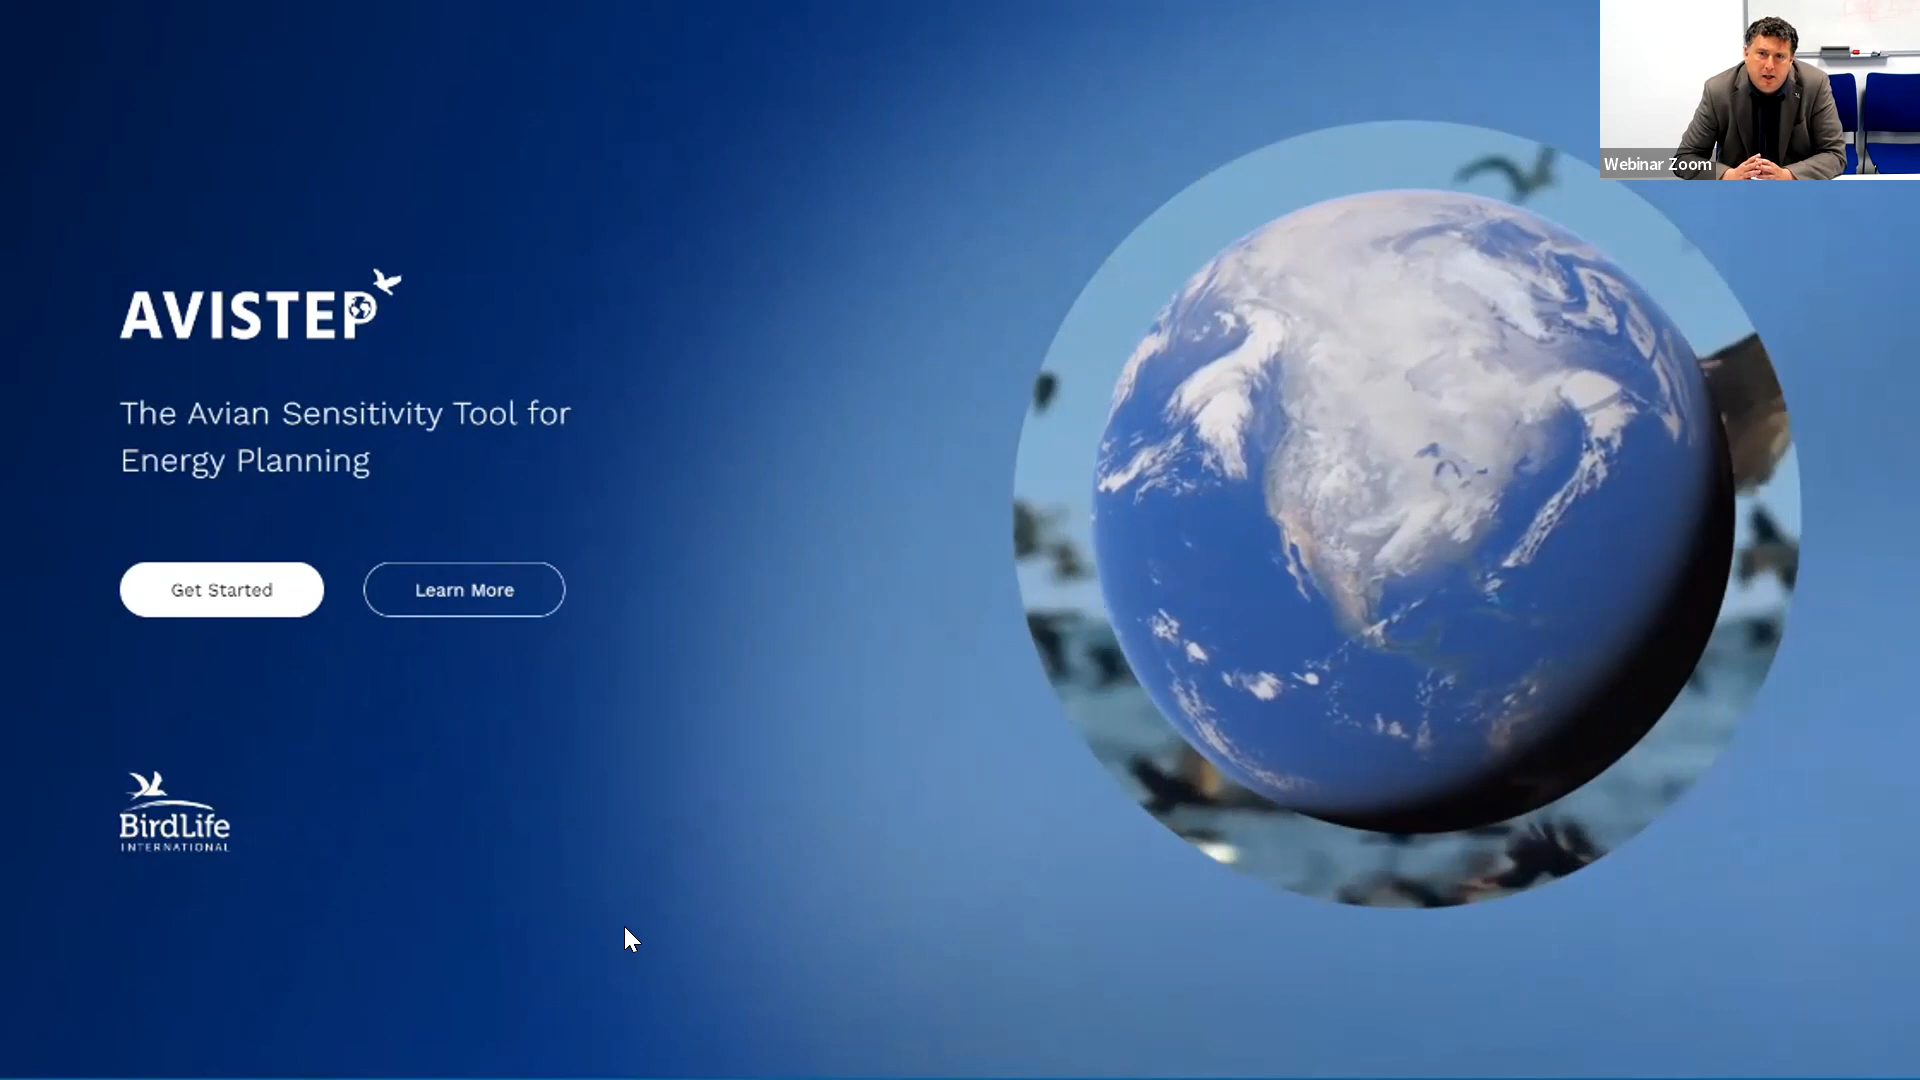 Webinar Zoom
AVISTEP
The Avian Sensitivity Tool for
Energy Planning
Get Started
Learn More
BirdLife
INTERNATIONAL